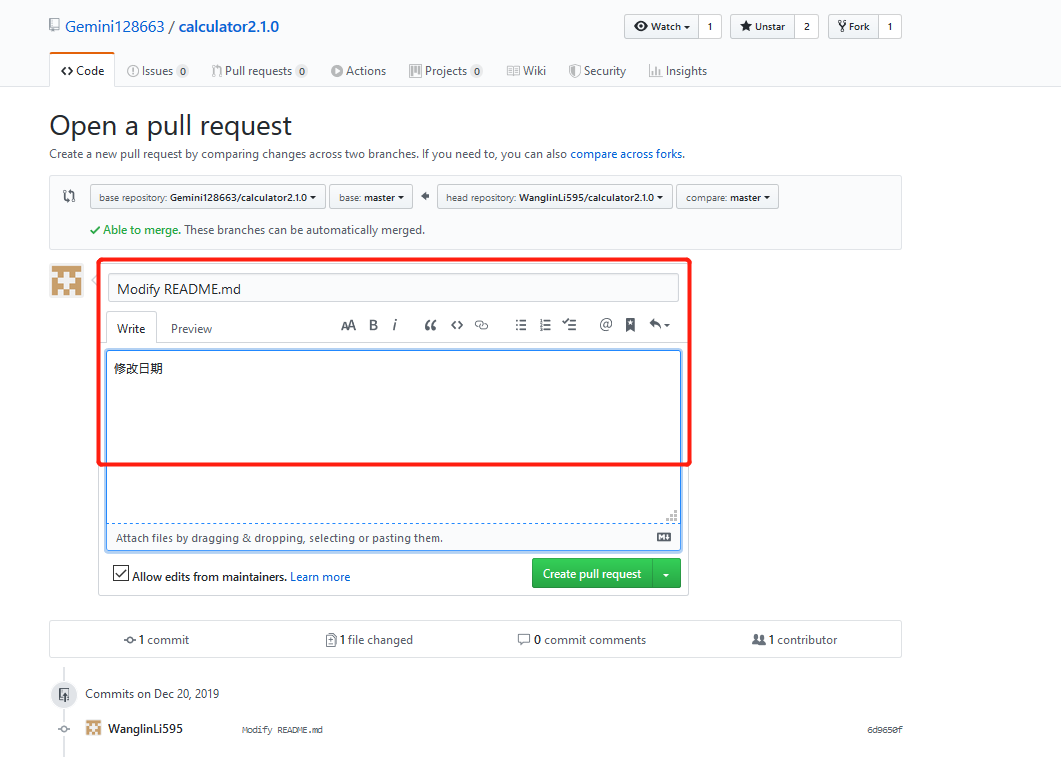 Gemini128663 / calculator2.1.0 Watch 1 Unstar 2 Fork 1
Code Issues 0 Pull requests 0 Actions Projects 0 Wiki Security Insights
Open a pull request
Create a new pull request by comparing changes across two branches. If you need to, you can also compare across forks.
base repository: Gemini128663/calculator2.1.0 base: master head repository: WanglinLi595/calculator2.1.0 compare: master
Able to merge. These branches can be automatically merged.
Modify README.md
Write Preview AA B i
修改日期
Attach files by dragging & dropping, selecting or pasting them.
Allow edits from maintainers. Learn more Create pull request
1 commit 1 file changed 0 commit comments 1 contributor
Commits on Dec 20, 2019
WanglinLi595 Modify README.md 6d9650f